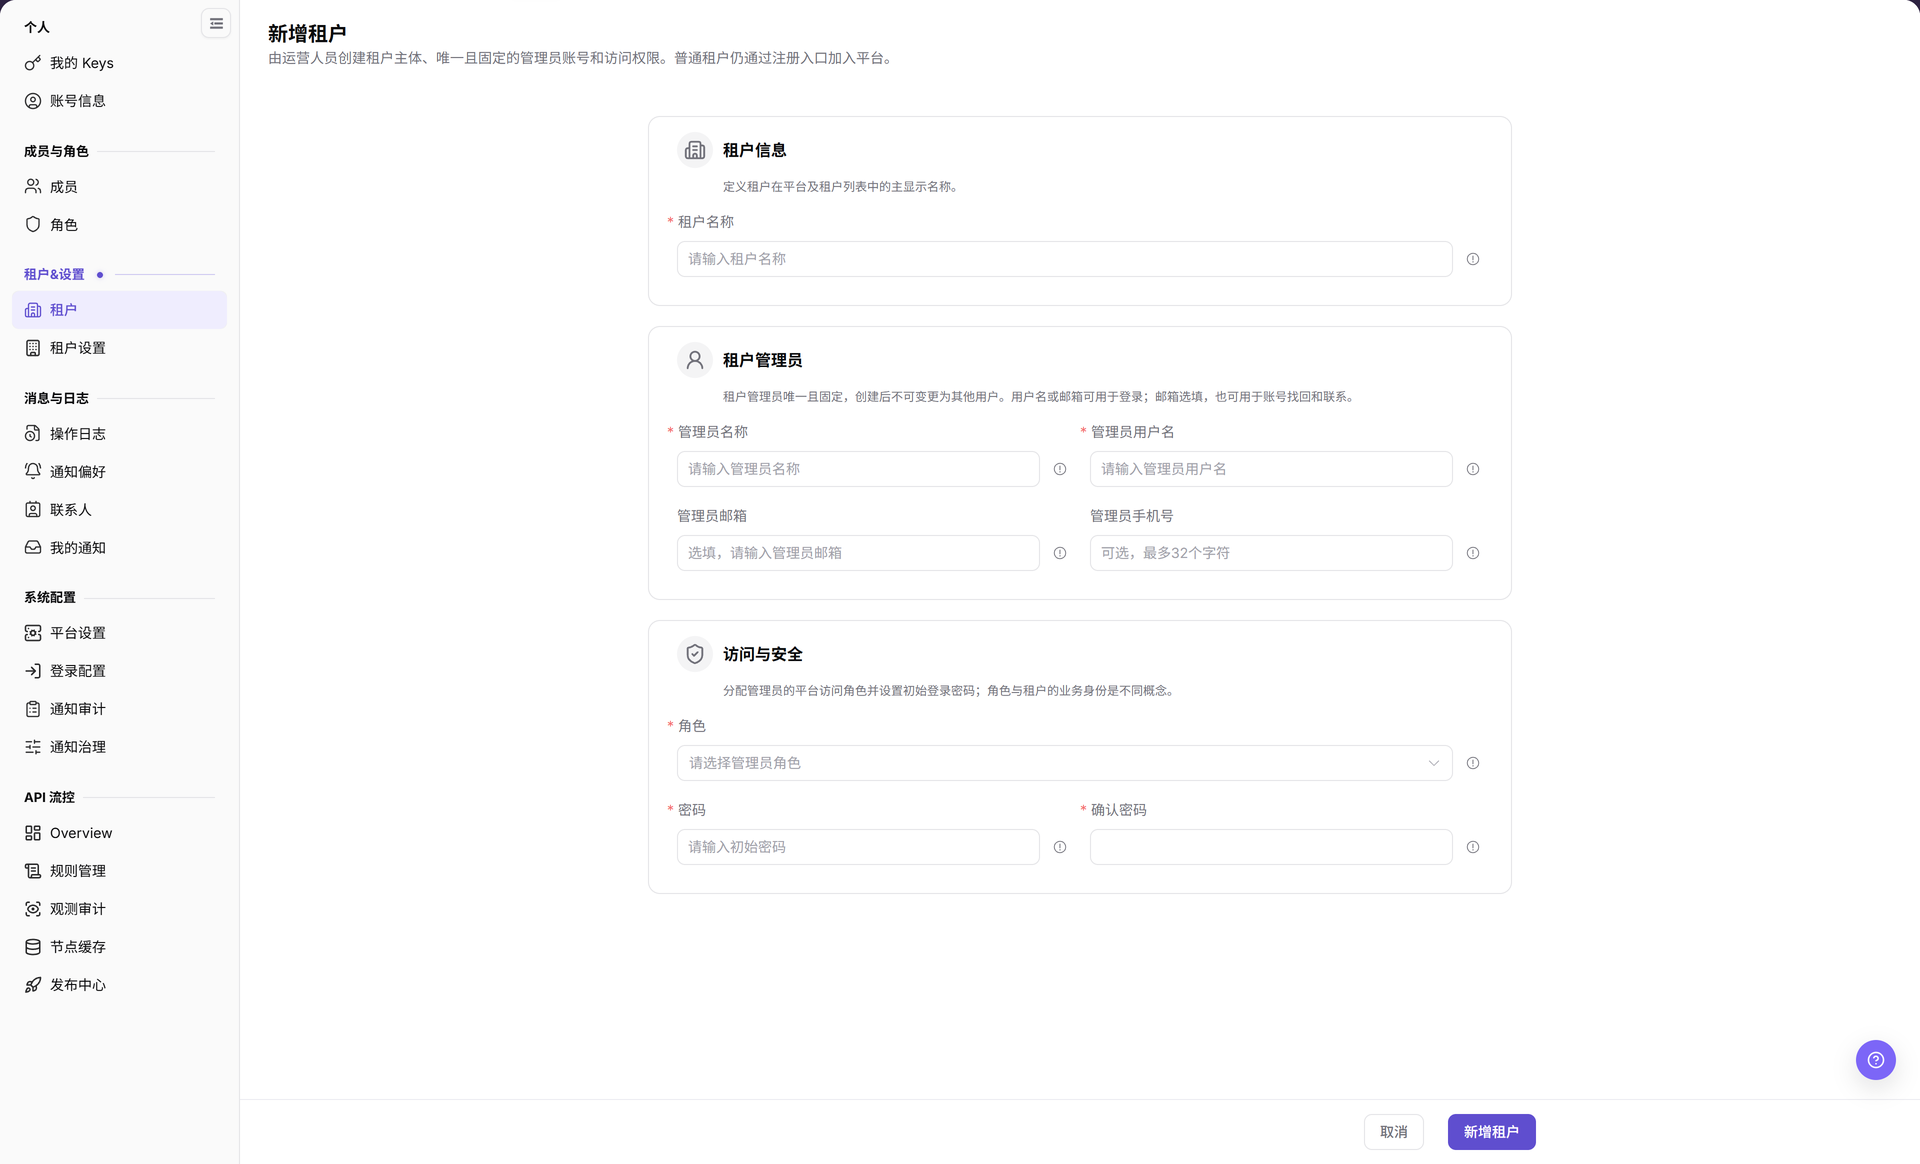 个人
我的 Keys
账号信息
成员与角色
成员
角色
租户&设置
租户
租户设置
消息与日志
操作日志
通知偏好
联系人
我的通知
系统配置
平台设置
登录配置
通知审计
通知治理
API 流控
Overview
规则管理
观测审计
节点缓存
发布中心
新增租户
由运营人员创建租户主体、唯一且固定的管理员账号和访问权限。普通租户仍通过注册入口加入平台。
租户信息
定义租户在平台及租户列表中的主显示名称。
* 租户名称
请输入租户名称
租户管理员
租户管理员唯一且固定，创建后不可变更为其他用户。用户名或邮箱可用于登录；邮箱选填，也可用于账号找回和联系。
* 管理员名称
* 管理员用户名
请输入管理员名称
请输入管理员用户名
管理员邮箱
管理员手机号
选填，请输入管理员邮箱
可选，最多32个字符
访问与安全
分配管理员的平台访问角色并设置初始登录密码；角色与租户的业务身份是不同概念。
* 角色
请选择管理员角色
* 密码
* 确认密码
请输入初始密码
取消
新增租户